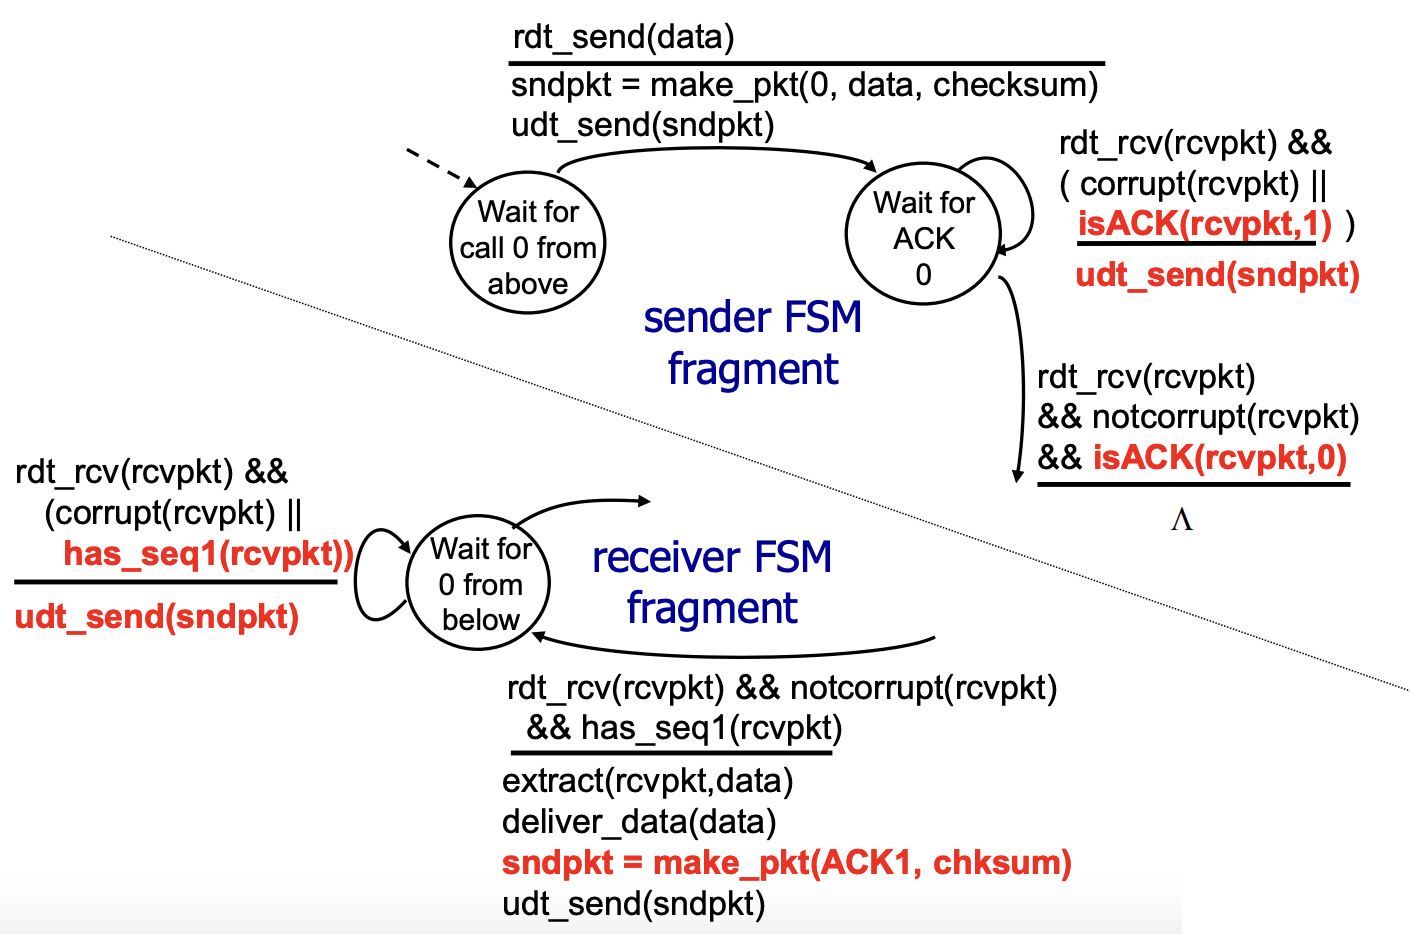 rdt_send(data)
sndpkt = make_pkt(0, data, checksum)
udt_send(sndpkt)
Wait for
call 0 from
above
Wait for
ACK
0
rdt_rcv(rcvpkt) &&
( corrupt(rcvpkt) ||
isACK(rcvpkt,1) )
udt_send(sndpkt)
sender FSM
fragment
rdt_rcv(rcvpkt)
&& notcorrupt(rcvpkt)
&& isACK(rcvpkt,0)
Λ
rdt_rcv(rcvpkt) &&
(corrupt(rcvpkt) ||
has_seq1(rcvpkt))
udt_send(sndpkt)
Wait for
0 from
below
receiver FSM
fragment
rdt_rcv(rcvpkt) && notcorrupt(rcvpkt)
&& has_seq1(rcvpkt)
extract(rcvpkt,data)
deliver_data(data)
sndpkt = make_pkt(ACK1, chksum)
udt_send(sndpkt)